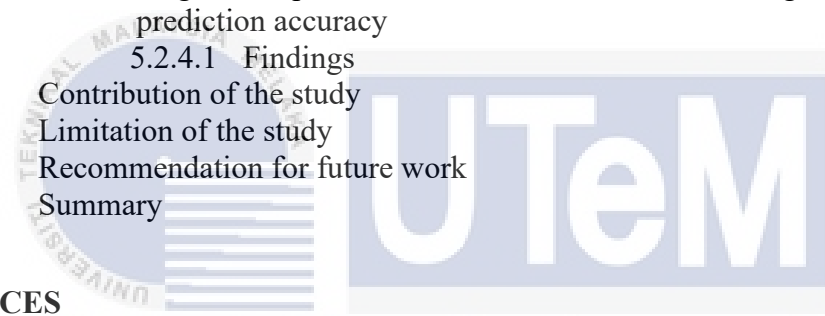 prediction accuracy
5.2.4.1 Findings
Contribution of the study
Limitation of the study
Recommendation for future work
Summary
UTeM
CES